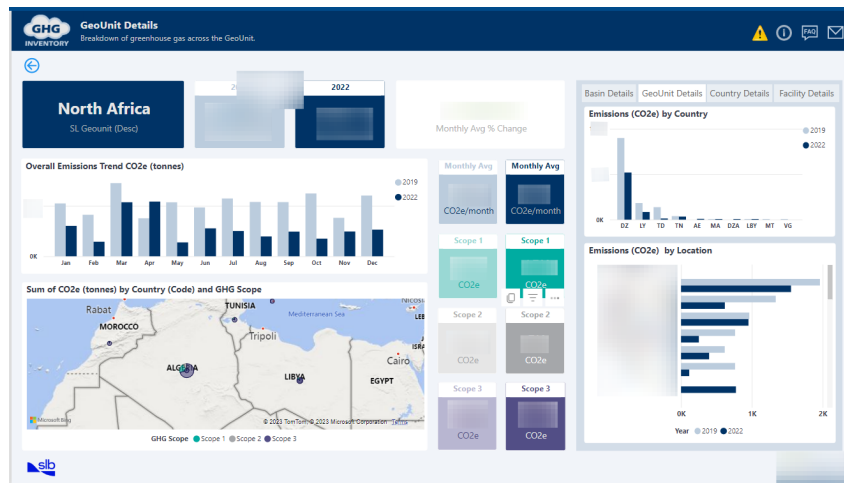 GHG
INVENTORY
GeoUnit Details
Breakdown of greenhouse gas across the GeoUnit.
FAQ
North Africa
SL Geounit (Desc)
2022
Monthly Avg % Change
Basin Details
GeoUnit Details
Country Details
Facility Details
Emissions (CO2e) by Country
2019
2022
0K
DZ LY TD TN AE MA DZA LBY MT VG
Overall Emissions Trend CO2e (tonnes)
2019
2022
0K
Jan Feb Mar Apr May Jun Jul Aug Sep Oct Nov Dec
Monthly Avg
CO2e/month
Monthly Avg
CO2e/month
Scope 1
CO2e
Scope 1
CO2e
Scope 2
CO2e
Scope 2
CO2e
Scope 3
CO2e
Scope 3
CO2e
Emissions (CO2e) by Location
0K 1K 2K
Year 2019 2022
Sum of CO2e (tonnes) by Country (Code) and GHG Scope
Rabat
MOROCCO
TUNISIA
Mediterranean Sea
NICOSI
LEB
Tripoli
ISRA
Cairo
ALGERIA
LIBYA
EGYPT
Microsoft Bing
© 2023 TomTom, © 2023 Microsoft Corporation Terms
GHG Scope Scope 1 Scope 2 Scope 3
slb